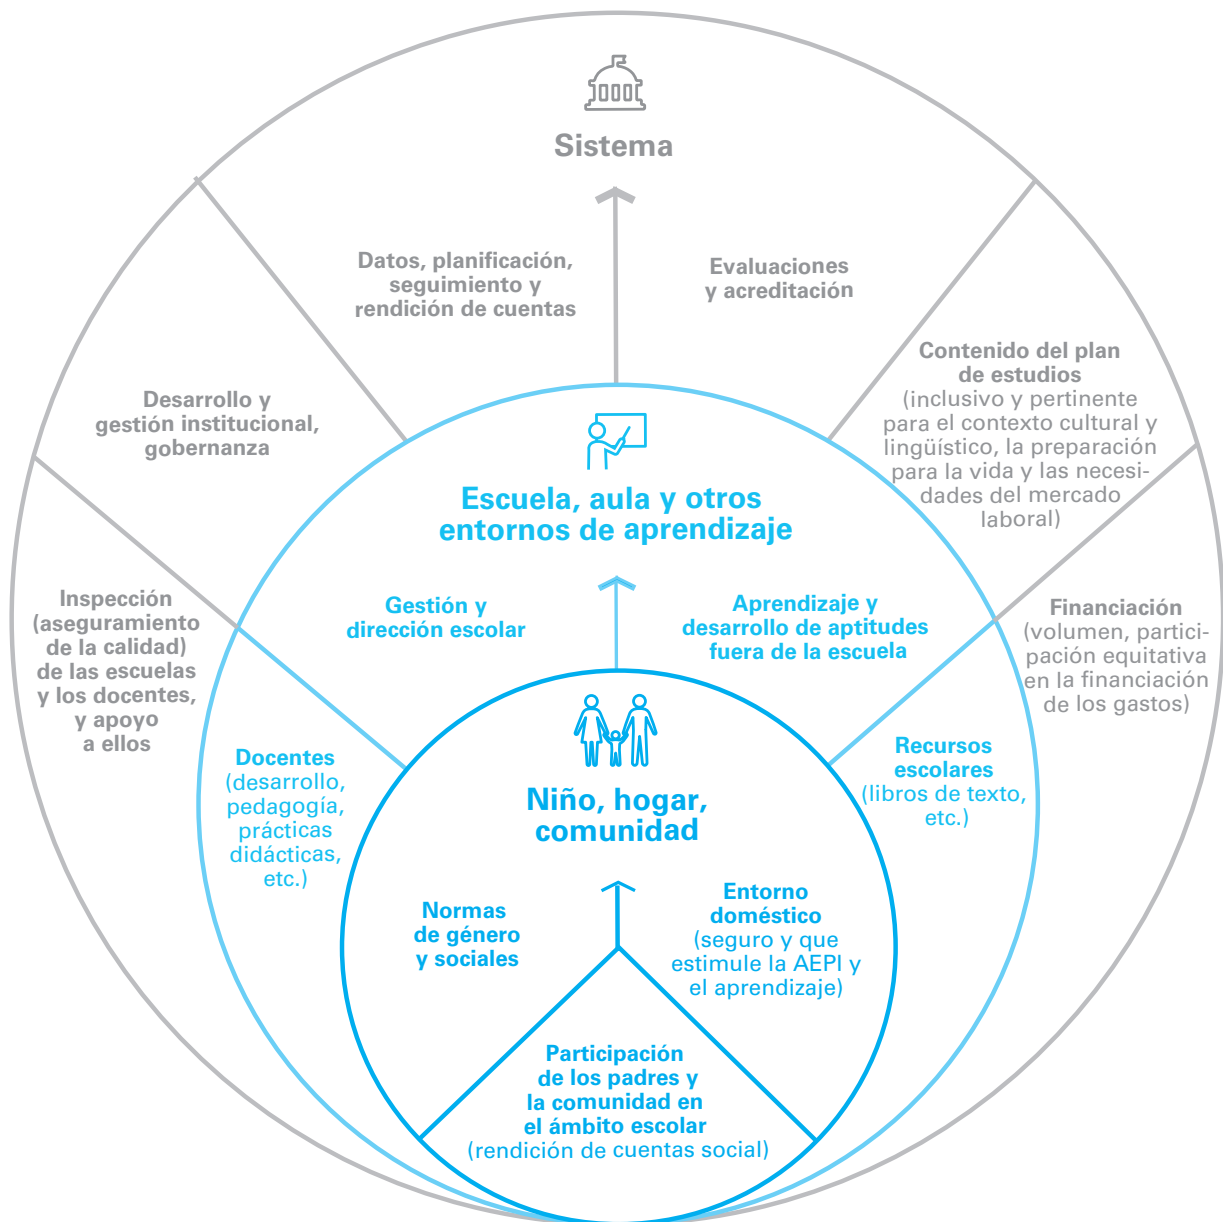 Sistema
Datos, planificación,
seguimiento y
rendición de cuentas
Evaluaciones
y acreditación
Desarrollo y
gestión institucional,
gobernanza
Contenido del plan
de estudios
(inclusivo y pertinente
para el contexto cultural y
lingüístico, la preparación
para la vida y las necesi-
dades del mercado
laboral)
Inspección
(aseguramiento
de la calidad)
de las escuelas
y los docentes,
y apoyo
a ellos
Financiación
(volumen, partici-
pación equitativa
en la financiación
de los gastos)
Escuela, aula y otros
entornos de aprendizaje
Gestión y
dirección escolar
Aprendizaje y
desarrollo de aptitudes
fuera de la escuela
Docentes
(desarrollo,
pedagogía,
prácticas
didácticas,
etc.)
Recursos
escolares
(libros de texto,
etc.)
Niño, hogar,
comunidad
Normas
de género
y sociales
Entorno
doméstico
(seguro y que
estimule la AEPI y
el aprendizaje)
Participación
de los padres y
la comunidad en
el ámbito escolar
(rendición de cuentas social)